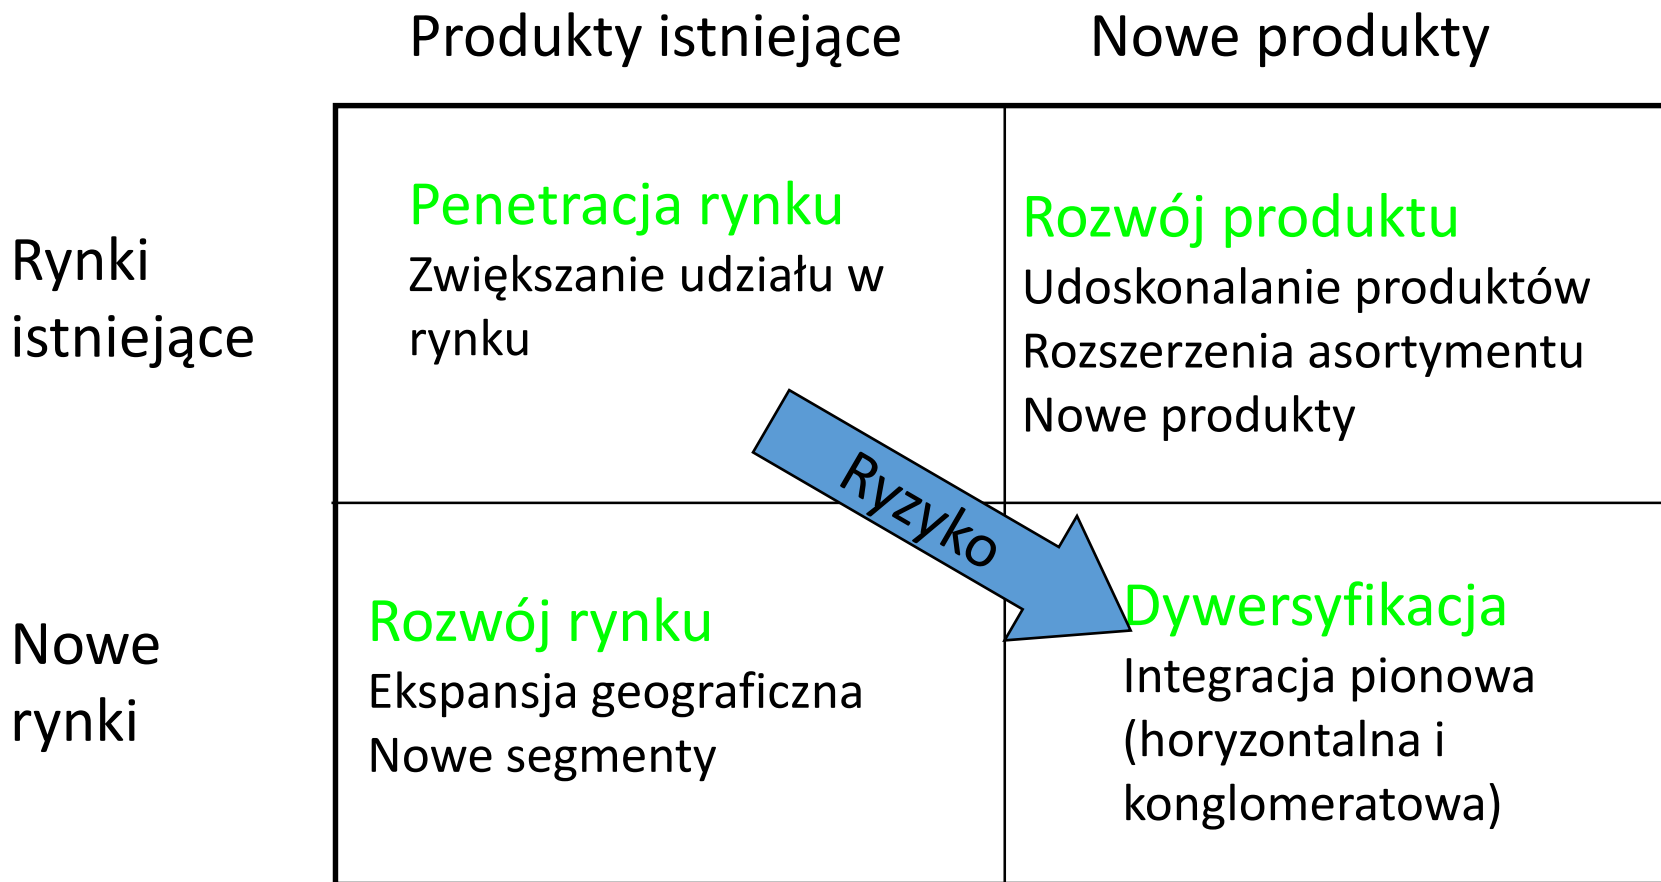 Produkty istniejące
Nowe produkty
Rynki
istniejące
Penetracja rynku
Zwiększanie udziału w
rynku
Rozwój produktu
Udoskonalanie produktów
Rozszerzenia asortymentu
Nowe produkty
Ryzyko
Nowe
rynki
Rozwój rynku
Ekspansja geograficzna
Nowe segmenty
Dywersyfikacja
Integracja pionowa
(horyzontalna i
konglomeratowa)